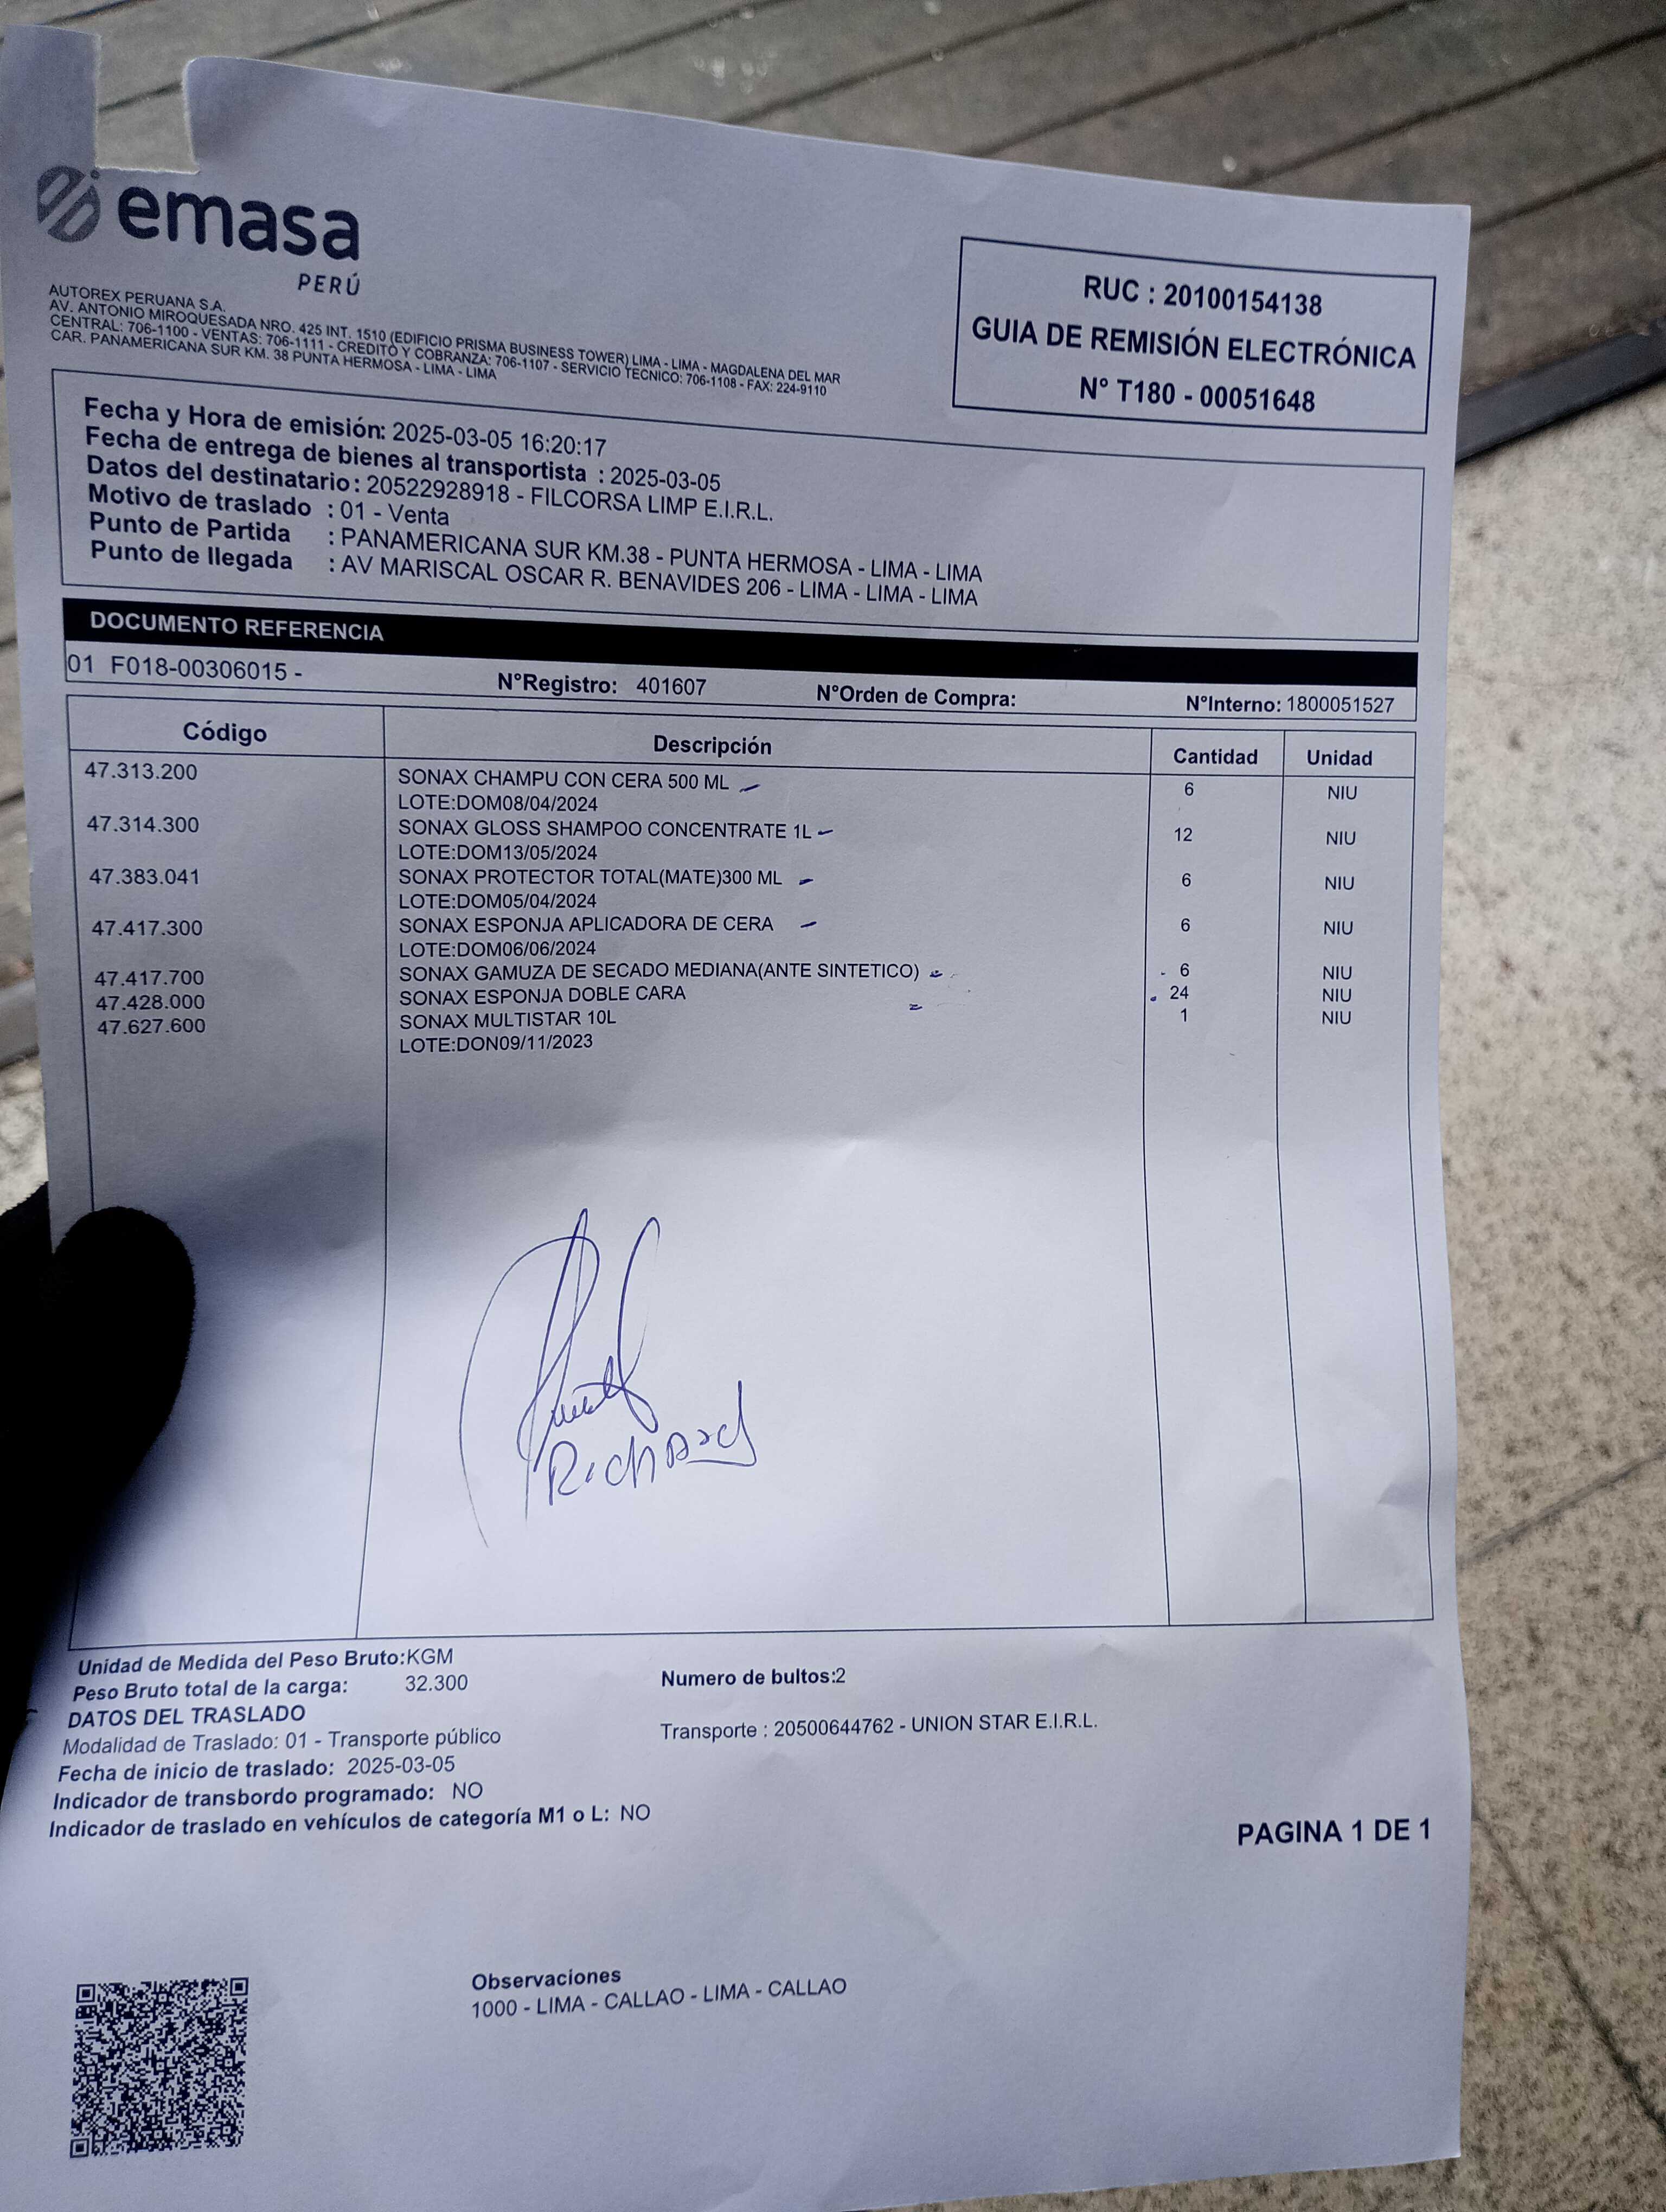 emasa
PERÚ
AUTOREX PERUANA S.A.
AV. ANTONIO MIROQUESADA NRO. 425 INT. 1510 (EDIFICIO PRISMA BUSINESS TOWER) LIMA - LIMA - MAGDALENA DEL MAR
CENTRAL: 706-1100 - VENTAS: 706-1111 - CREDITO Y COBRANZA: 706-1107 - SERVICIO TECNICO: 706-1108 - FAX: 224-9110
CAR. PANAMERICANA SUR KM. 38 PUNTA HERMOSA - LIMA - LIMA
RUC : 20100154138
GUIA DE REMISIÓN ELECTRÓNICA
N° T180 - 00051648
Fecha y Hora de emisión: 2025-03-05 16:20:17
Fecha de entrega de bienes al transportista : 2025-03-05
Datos del destinatario : 20522928918 - FILCORSA LIMP E.I.R.L.
Motivo de traslado : 01 - Venta
Punto de Partida : PANAMERICANA SUR KM.38 - PUNTA HERMOSA - LIMA - LIMA
Punto de llegada : AV MARISCAL OSCAR R. BENAVIDES 206 - LIMA - LIMA - LIMA
DOCUMENTO REFERENCIA
01 F018-00306015 - N°Registro: 401607 N°Orden de Compra: N°Interno: 1800051527
Código Descripción Cantidad Unidad
47.313.200 SONAX CHAMPU CON CERA 500 ML 6 NIU
LOTE:DOM08/04/2024
47.314.300 SONAX GLOSS SHAMPOO CONCENTRATE 1L 12 NIU
LOTE:DOM13/05/2024
47.383.041 SONAX PROTECTOR TOTAL(MATE)300 ML 6 NIU
LOTE:DOM05/04/2024
47.417.300 SONAX ESPONJA APLICADORA DE CERA 6 NIU
LOTE:DOM06/06/2024
47.417.700 SONAX GAMUZA DE SECADO MEDIANA(ANTE SINTETICO) 6 NIU
47.428.000 SONAX ESPONJA DOBLE CARA 24 NIU
47.627.600 SONAX MULTISTAR 10L 1 NIU
LOTE:DON09/11/2023
Richard
Unidad de Medida del Peso Bruto:KGM
Peso Bruto total de la carga: 32.300 Numero de bultos:2
DATOS DEL TRASLADO
Modalidad de Traslado: 01 - Transporte público Transporte : 20500644762 - UNION STAR E.I.R.L.
Fecha de inicio de traslado: 2025-03-05
Indicador de transbordo programado: NO
Indicador de traslado en vehículos de categoría M1 o L: NO
PAGINA 1 DE 1
Observaciones
1000 - LIMA - CALLAO - LIMA - CALLAO